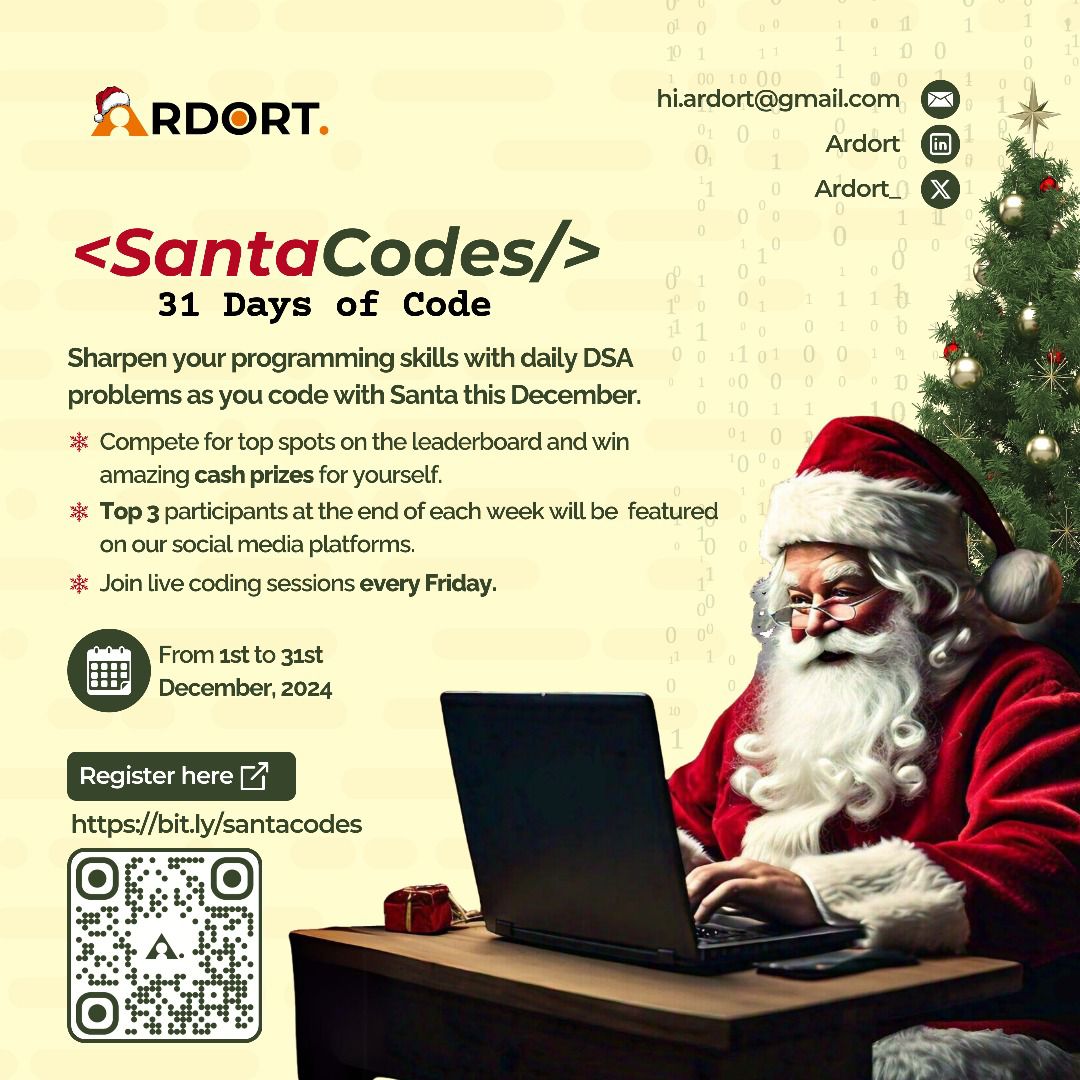 ARDORT.
hi.ardort@gmail.com
Ardort
Ardort_
<SantaCodes/>
31 Days of Code
Sharpen your programming skills with daily DSA
problems as you code with Santa this December.
Compete for top spots on the leaderboard and win
amazing cash prizes for yourself.
Top 3 participants at the end of each week will be featured
on our social media platforms.
Join live coding sessions every Friday.
From 1st to 31st
December, 2024
Register here
https://bit.ly/santacodes